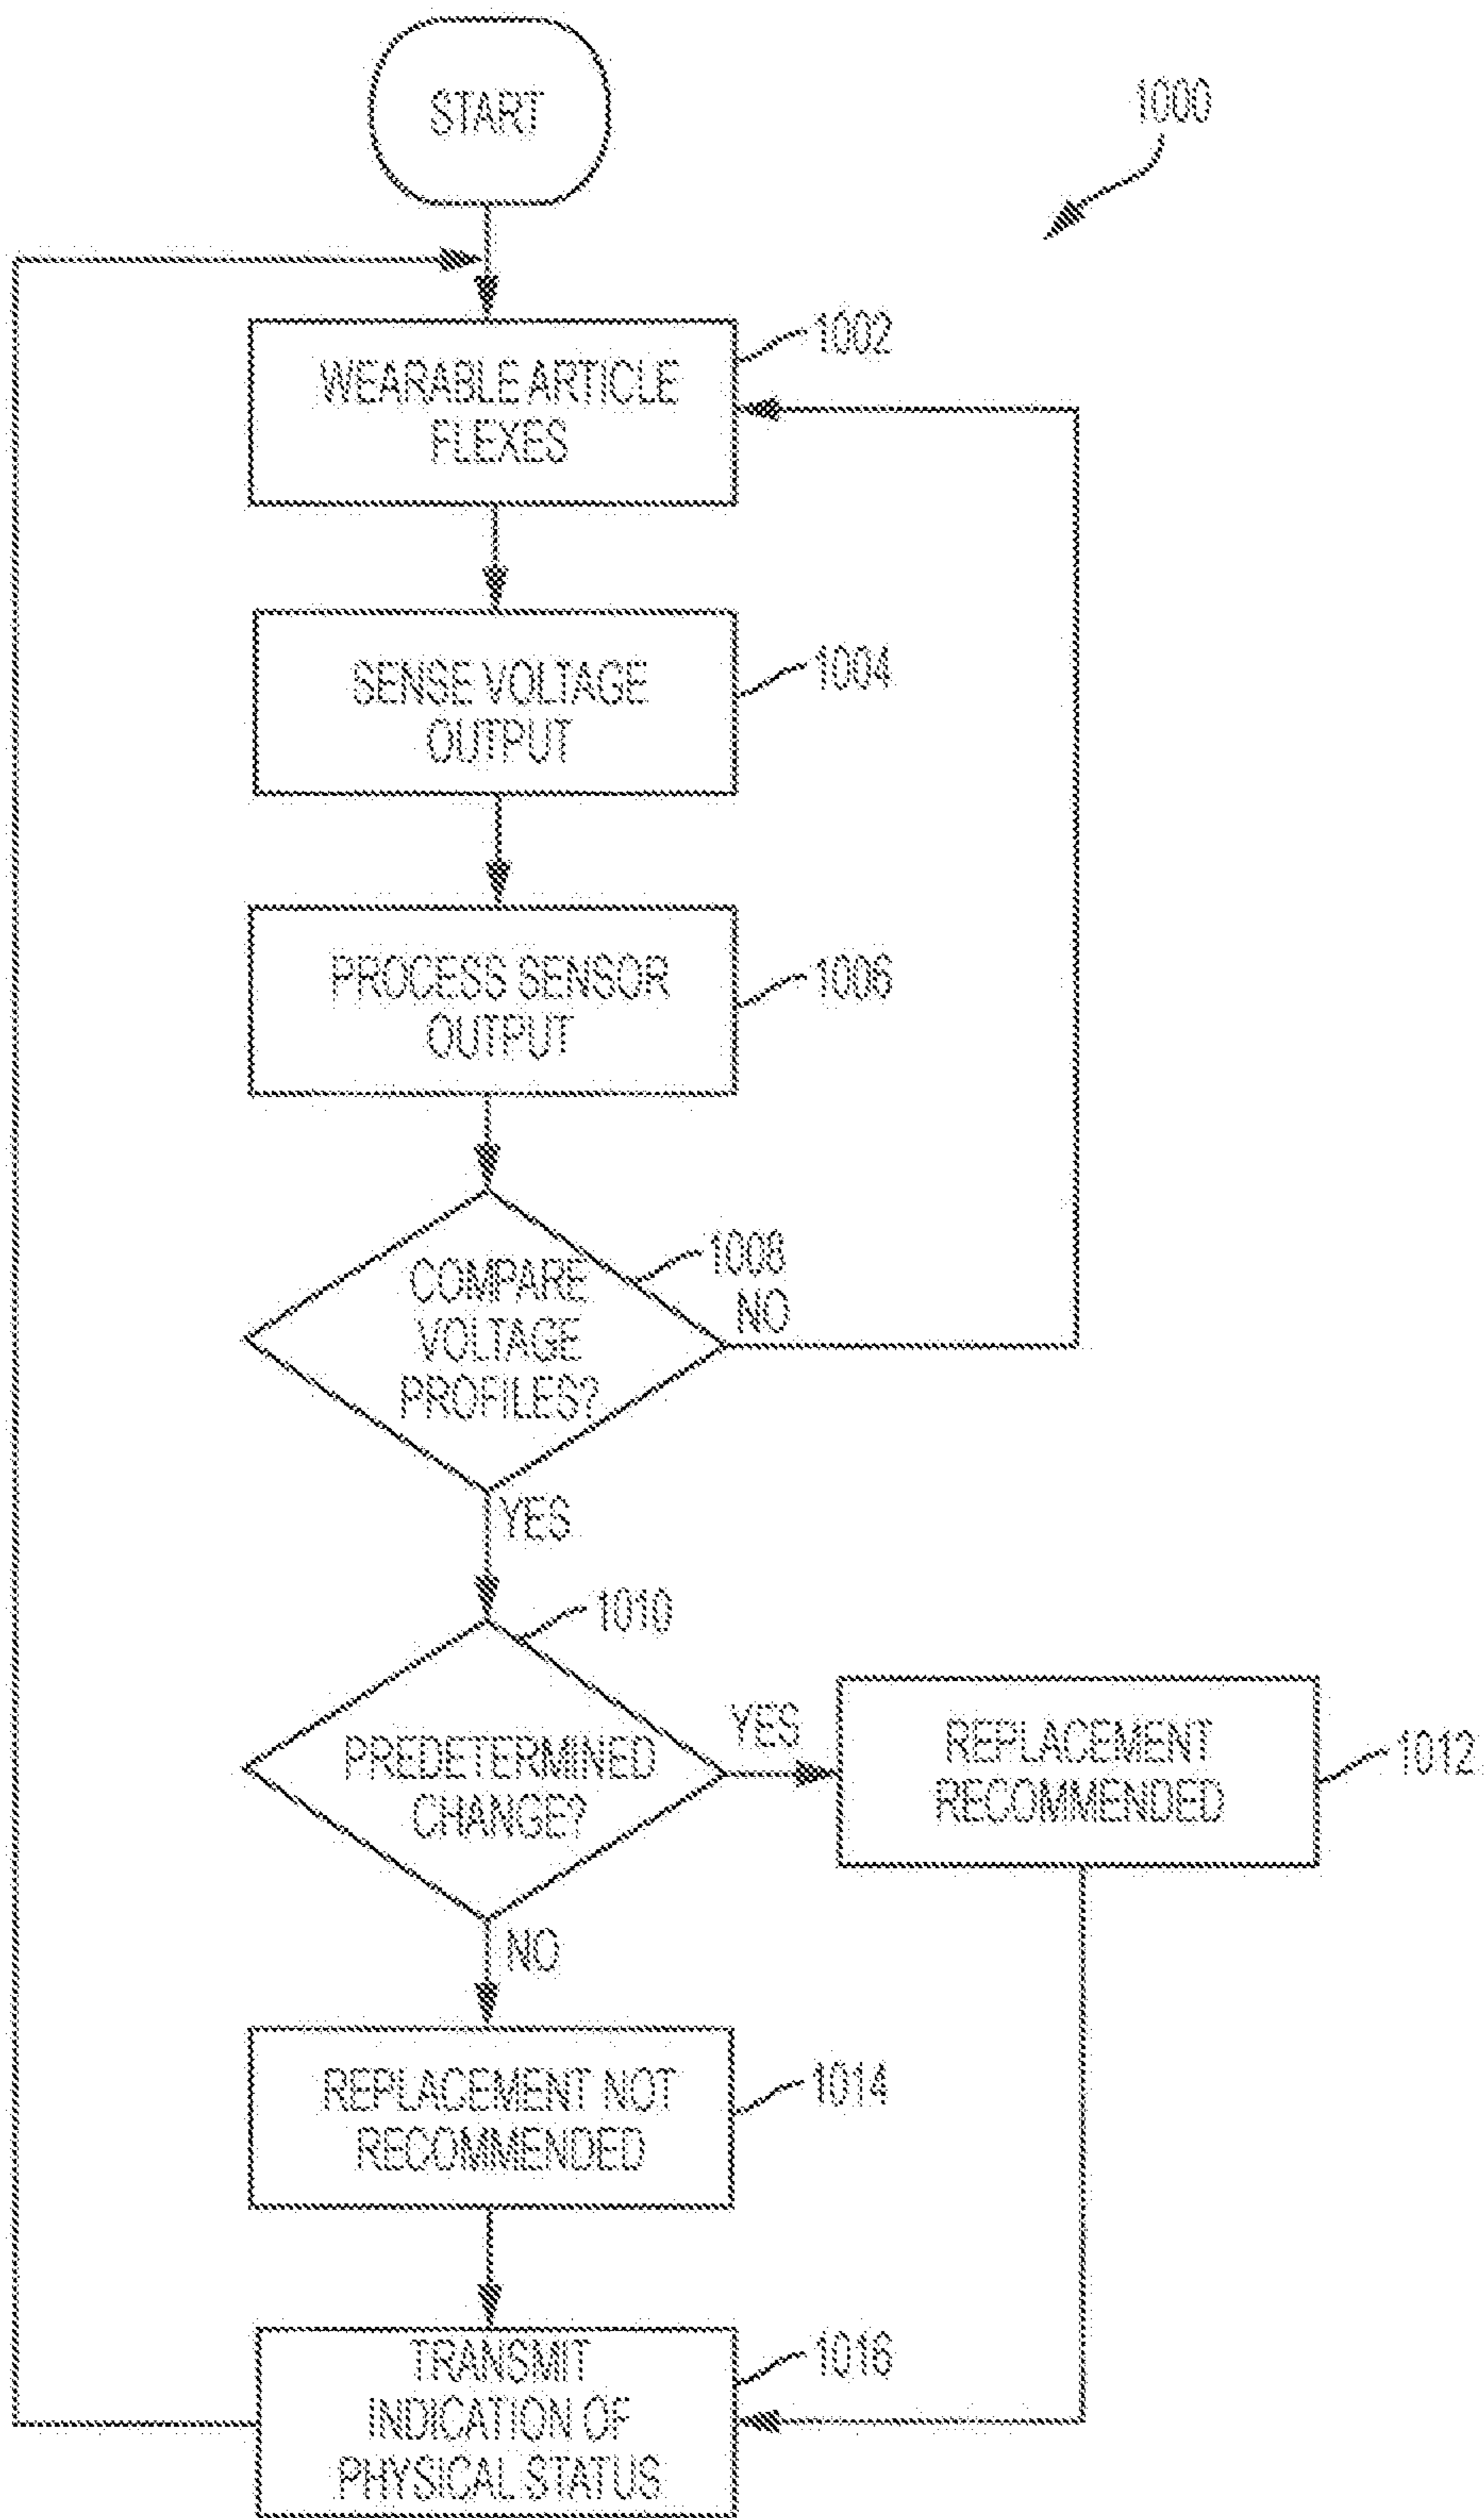 START
1000
WEARABLE ARTICLE
FLEXES
1002
SENSE VOLTAGE
OUTPUT
1004
PROCESS SENSOR
OUTPUT
1006
COMPARE
VOLTAGE
PROFILES?
1008
NO
YES
PREDETERMINED
CHANGE?
1010
YES
REPLACEMENT
RECOMMENDED
1012
NO
REPLACEMENT NOT
RECOMMENDED
1014
TRANSMIT
INDICATION OF
PHYSICAL STATUS
1016